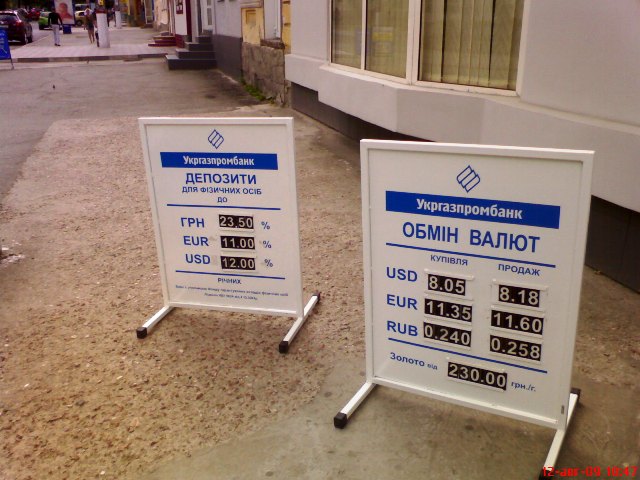 Укргазпромбанк
ДЕПОЗИТИ
ДЛЯ ФІЗИЧНИХ ОСІБ
ДО
ГРН 23.50 %
EUR 11.00 %
USD 12.00 %
РІЧНИХ
Укргазпромбанк
ОБМІН ВАЛЮТ
КУПІВЛЯ ПРОДАЖ
USD 8.05 8.18
EUR 11.35 11.60
RUB 0.240 0.258
Золото від 230.00 грн./г.